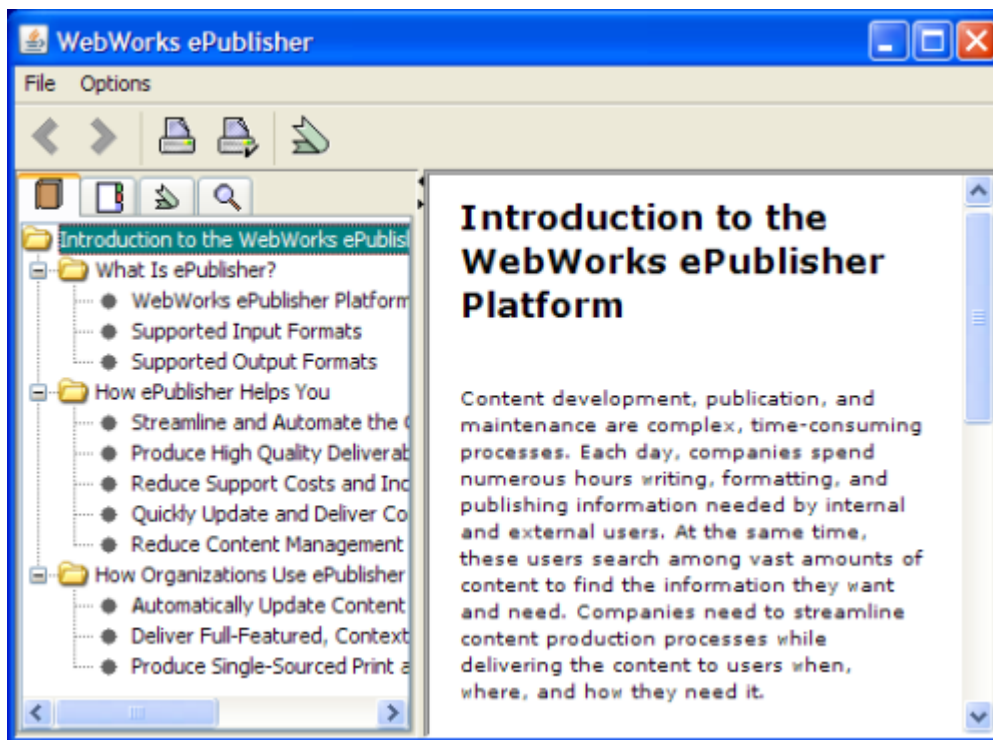 WebWorks ePublisher
File Options
Introduction to the WebWorks ePublis
What Is ePublisher?
WebWorks ePublisher Platform
Supported Input Formats
Supported Output Formats
How ePublisher Helps You
Streamline and Automate the
Produce High Quality Deliverab
Reduce Support Costs and Inc
Quickly Update and Deliver Co
Reduce Content Management
How Organizations Use ePublisher
Automatically Update Content
Deliver Full-Featured, Context
Produce Single-Sourced Print a
Introduction to the
WebWorks ePublisher
Platform
Content development, publication, and
maintenance are complex, time-consuming
processes. Each day, companies spend
numerous hours writing, formatting, and
publishing information needed by internal
and external users. At the same time,
these users search among vast amounts of
content to find the information they want
and need. Companies need to streamline
content production processes while
delivering the content to users when,
where, and how they need it.